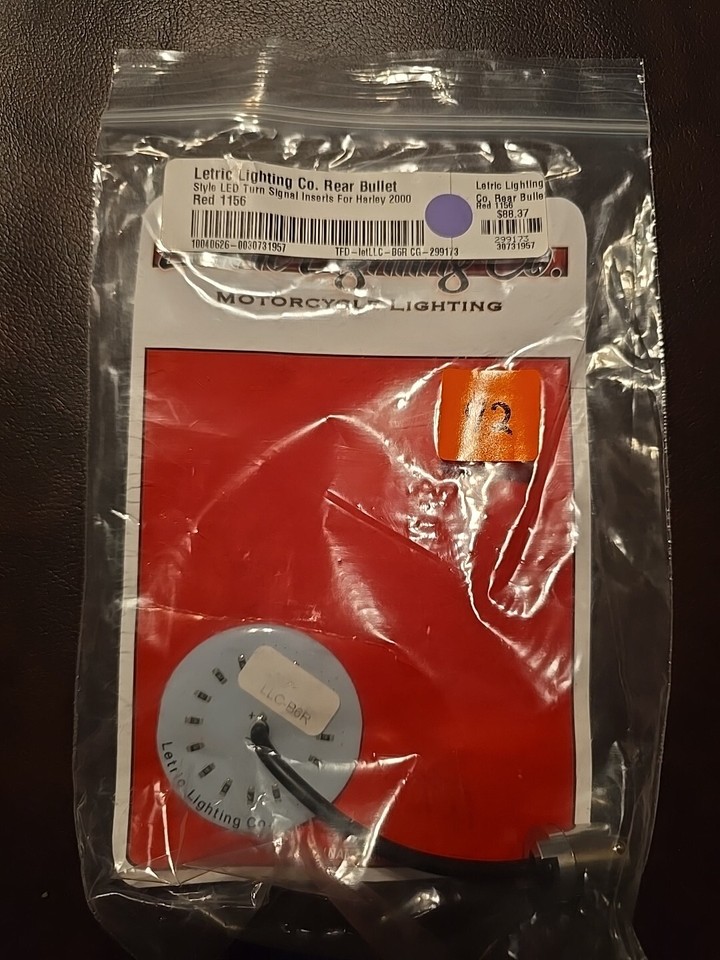 Letric Lighting Co. Rear Bullet
Style LED Turn Signal Inserts For Harley 2000
Red 1156
10040626-0030731957
TFD-letLLC-B6R CG-299173
Letric Lighting
Co. Rear Bulle
Red 1156
$88.37
299173
30731957
Lighting Co.
MOTORCYCLE LIGHTING
LLC-B6R
+
Letric Lighting Co